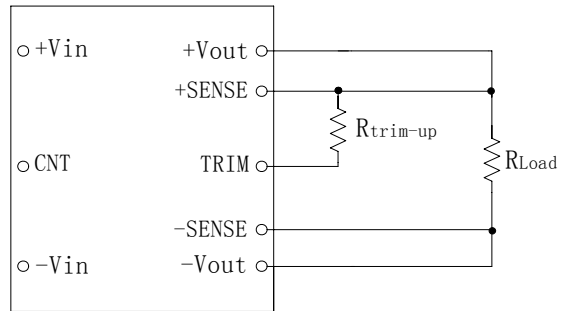 +Vin
+Vout
+SENSE
Rtrim-up
CNT
TRIM
RLoad
-SENSE
-Vin
-Vout